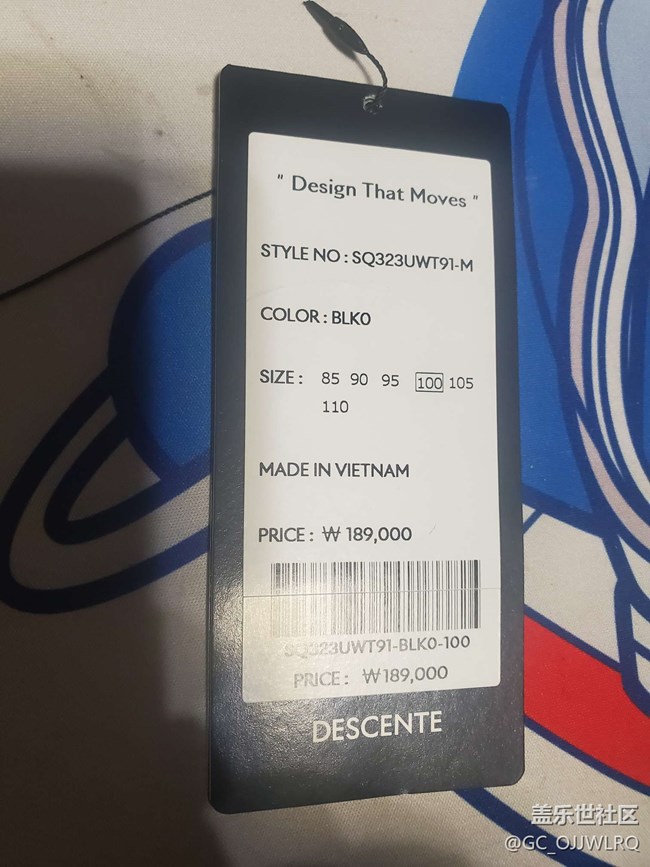 " Design That Moves "
STYLE NO : SQ323UWT91-M
COLOR : BLK0
SIZE : 85 90 95 100 105
110
MADE IN VIETNAM
PRICE : ₩ 189,000
SQ323UWT91-BLK0-100
PRICE : ₩189,000
DESCENTE
盖乐世社区
@GC_OJJWLRQ